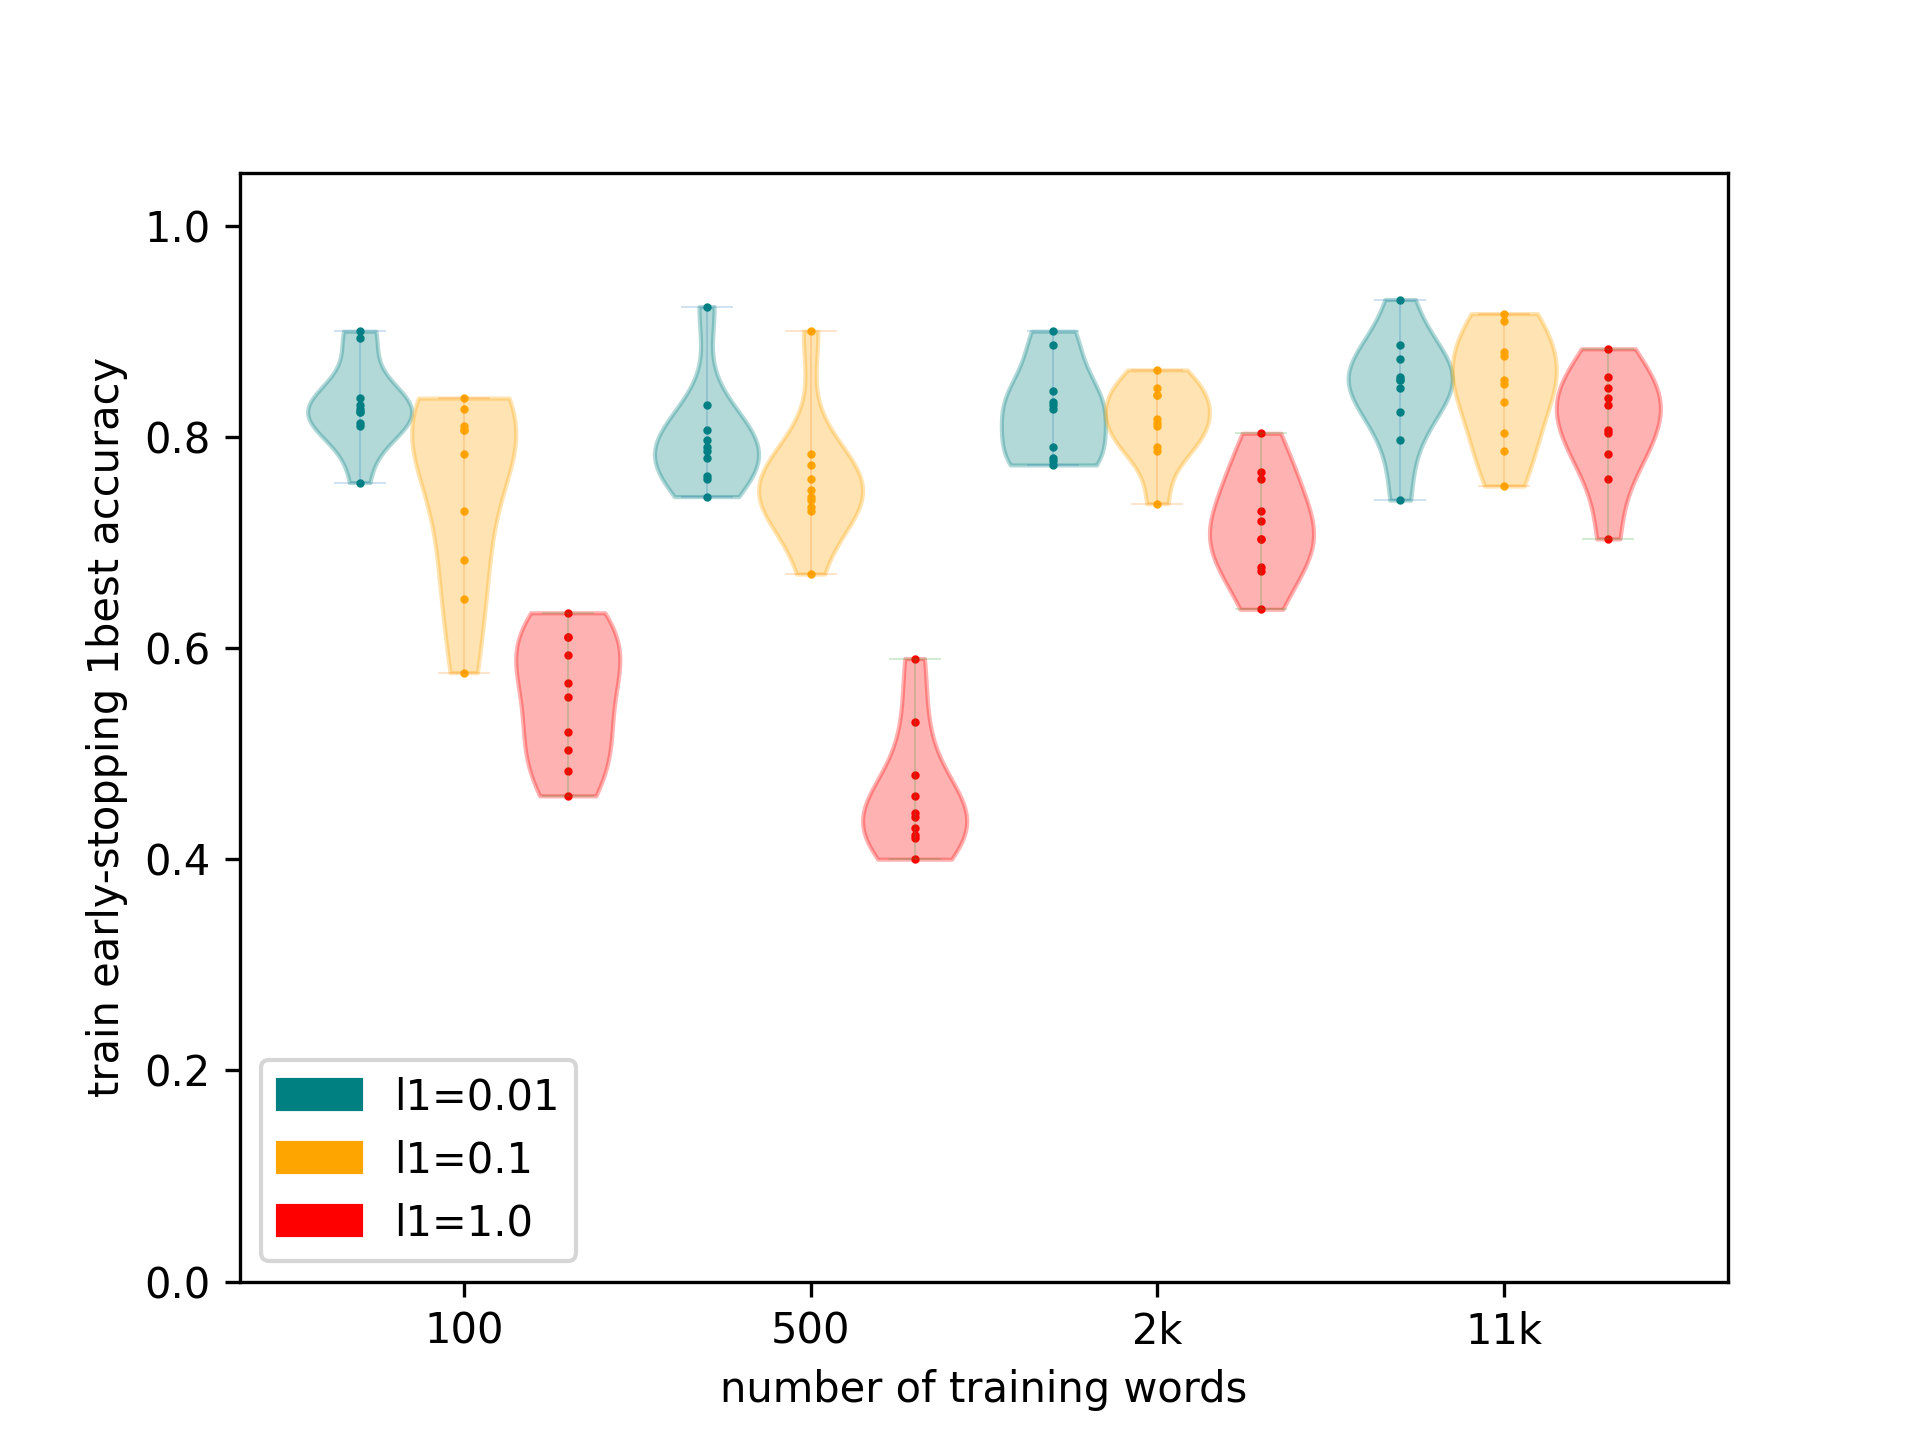 train early-stopping 1best accuracy
1.0
0.8
0.6
0.4
0.2
0.0
l1=0.01
l1=0.1
l1=1.0
100 500 2k 11k
number of training words